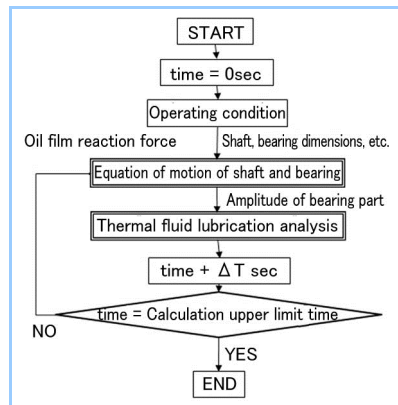 START
time = 0sec
Operating condition
Oil film reaction force
Shaft, bearing dimensions, etc.
Equation of motion of shaft and bearing
Amplitude of bearing part
Thermal fluid lubrication analysis
time + ΔT sec
time = Calculation upper limit time
NO
YES
END